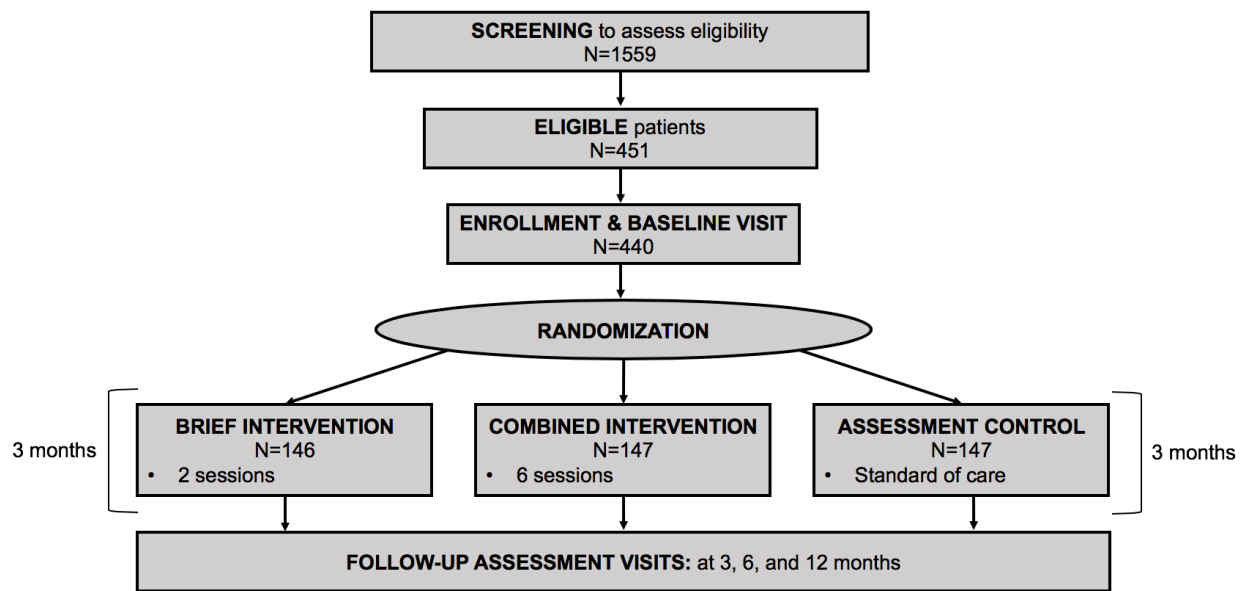 SCREENING to assess eligibility
N=1559
ELIGIBLE patients
N=451
ENROLLMENT & BASELINE VISIT
N=440
RANDOMIZATION
3 months
BRIEF INTERVENTION
N=146
• 2 sessions
COMBINED INTERVENTION
N=147
• 6 sessions
ASSESSMENT CONTROL
N=147
• Standard of care
3 months
FOLLOW-UP ASSESSMENT VISITS: at 3, 6, and 12 months